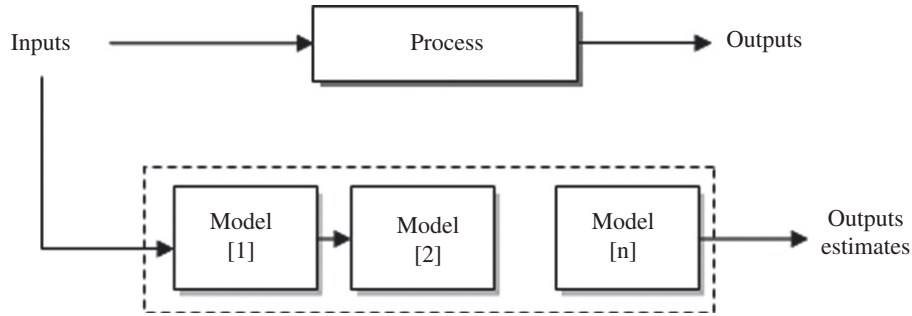 Inputs
Process
Outputs
Model
[1]
Model
[2]
Model
[n]
Outputs
estimates